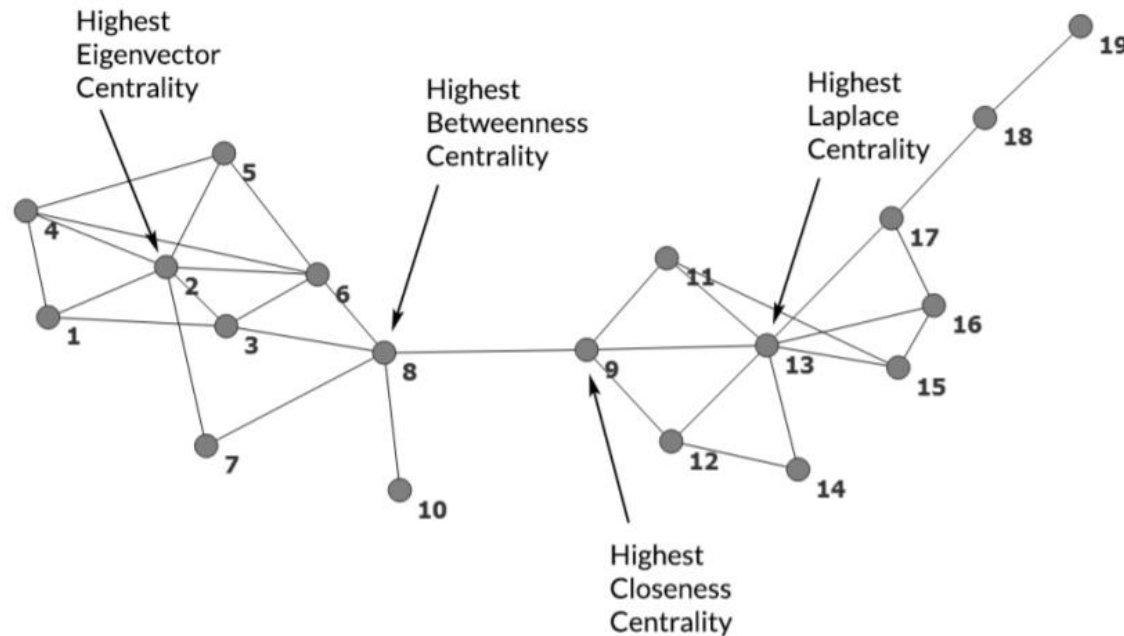 Highest
Eigenvector
Centrality
Highest
Betweenness
Centrality
Highest
Laplace
Centrality
19
18
5
4
17
2
6
11
1
3
16
8
9
13
15
7
12
14
10
Highest
Closeness
Centrality